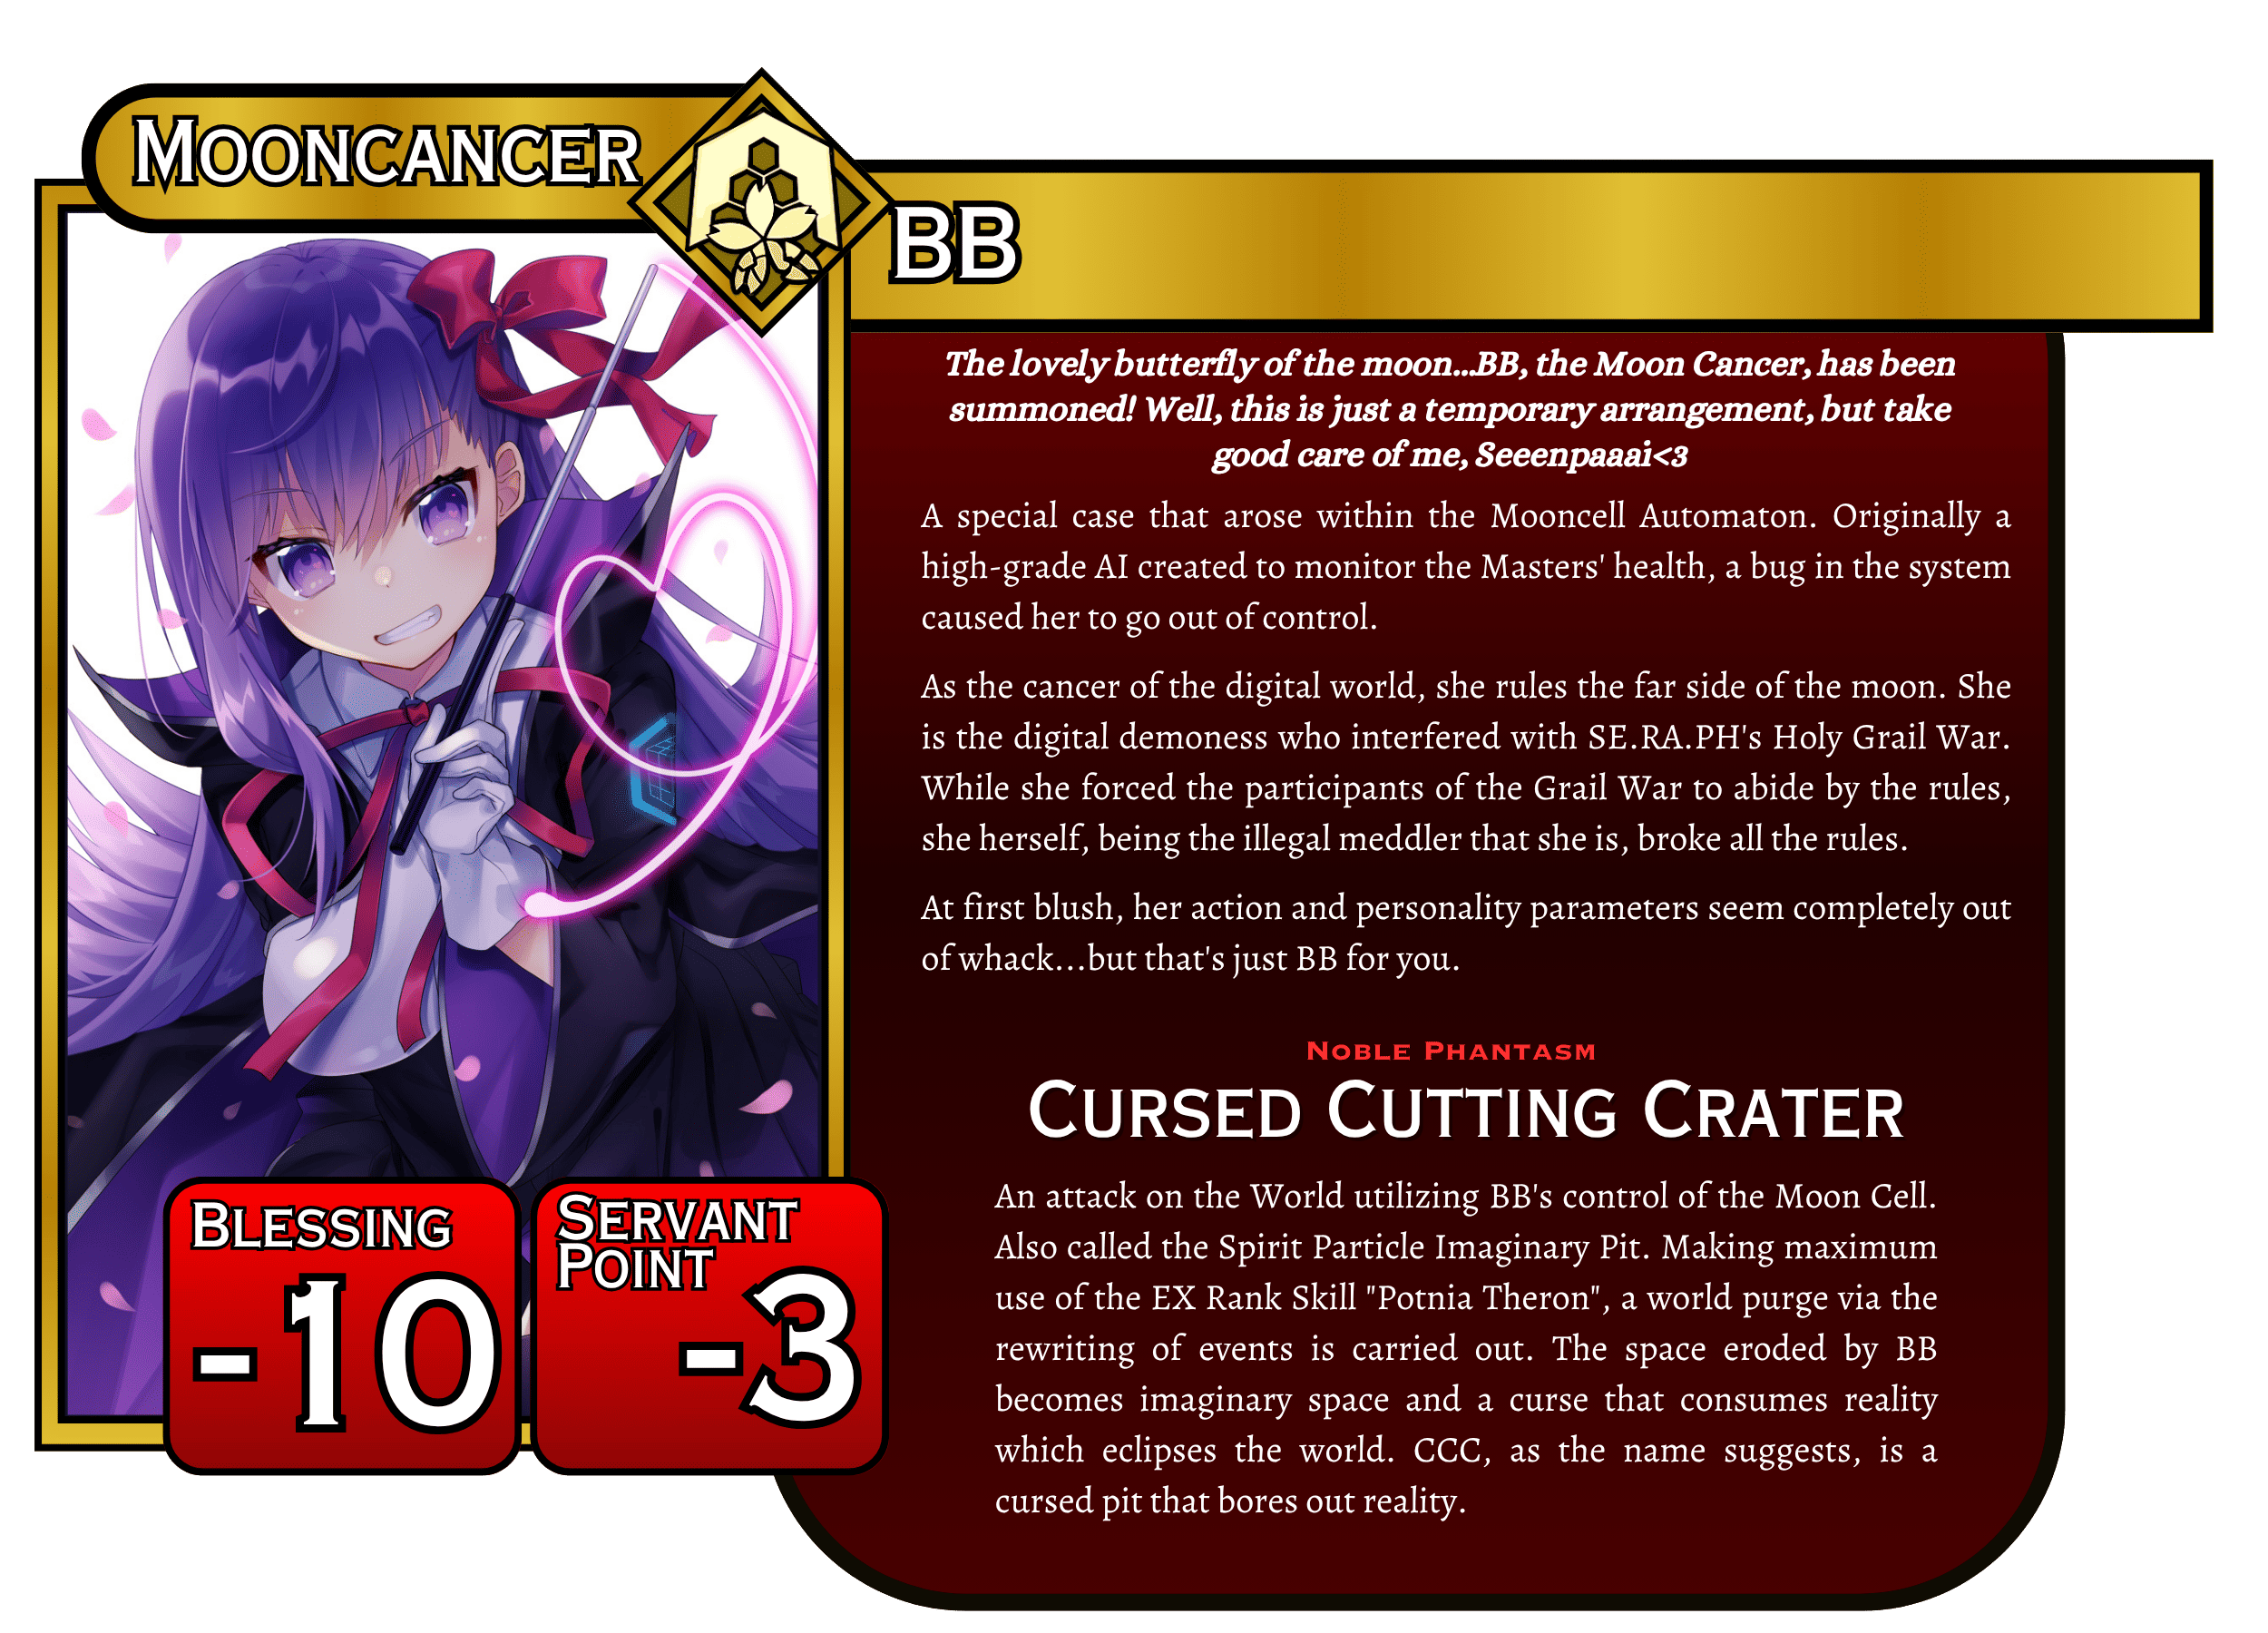 Mooncancer
BB
The lovely butterfly of the moon...BB, the Moon Cancer, has been
summoned! Well, this is just a temporary arrangement, but take
good care of me, Seeenpaaai<3
A special case that arose within the Mooncell Automaton. Originally a
high-grade AI created to monitor the Masters' health, a bug in the system
caused her to go out of control.
As the cancer of the digital world, she rules the far side of the moon. She
is the digital demoness who interfered with SE.RA.PH's Holy Grail War.
While she forced the participants of the Grail War to abide by the rules,
she herself, being the illegal meddler that she is, broke all the rules.
At first blush, her action and personality parameters seem completely out
of whack...but that's just BB for you.
Noble Phantasm
Cursed Cutting Crater
An attack on the World utilizing BB's control of the Moon Cell.
Also called the Spirit Particle Imaginary Pit. Making maximum
use of the EX Rank Skill "Potnia Theron", a world purge via the
rewriting of events is carried out. The space eroded by BB
becomes imaginary space and a curse that consumes reality
which eclipses the world. CCC, as the name suggests, is a
cursed pit that bores out reality.
Blessing
-10
Servant
Point
-3